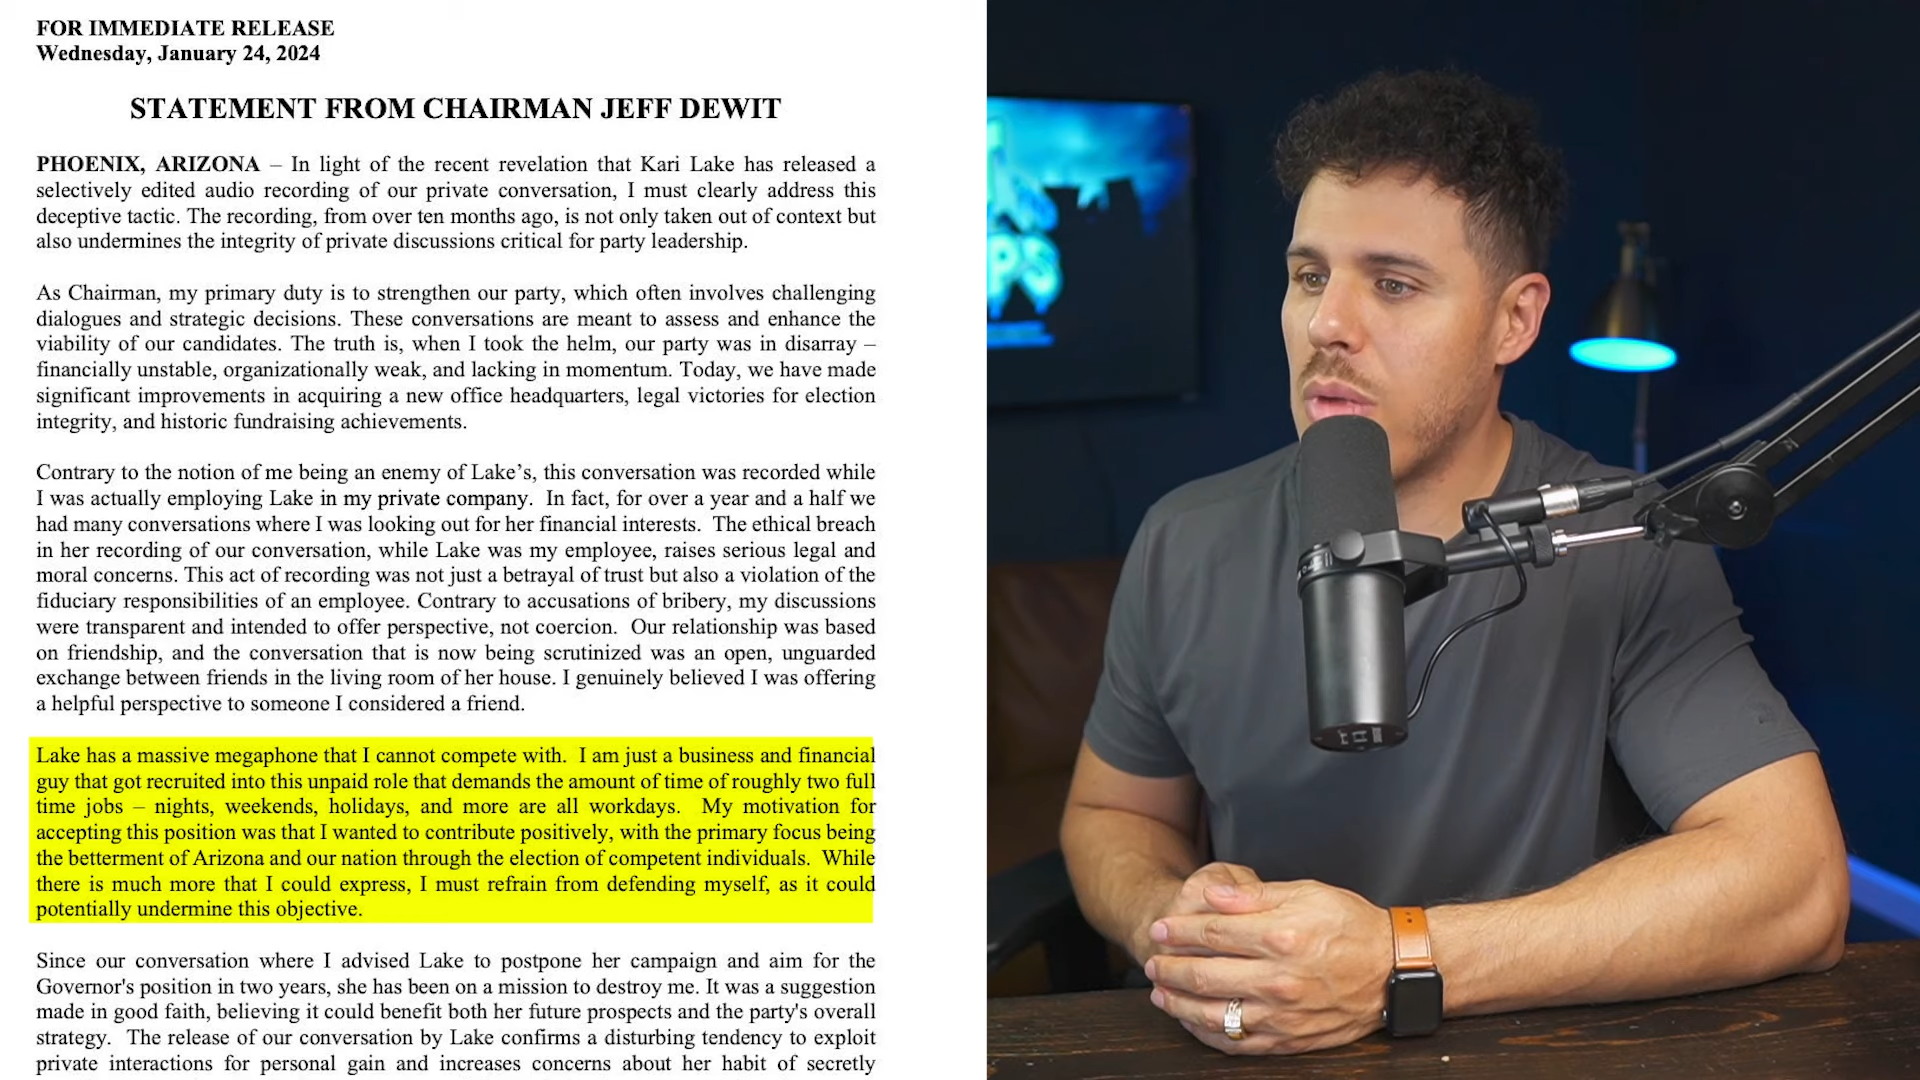 FOR IMMEDIATE RELEASE
Wednesday, January 24, 2024
STATEMENT FROM CHAIRMAN JEFF DEWIT
PHOENIX, ARIZONA – In light of the recent revelation that Kari Lake has released a
selectively edited audio recording of our private conversation, I must clearly address this
deceptive tactic. The recording, from over ten months ago, is not only taken out of context but
also undermines the integrity of private discussions critical for party leadership.
As Chairman, my primary duty is to strengthen our party, which often involves challenging
dialogues and strategic decisions. These conversations are meant to assess and enhance the
viability of our candidates. The truth is, when I took the helm, our party was in disarray –
financially unstable, organizationally weak, and lacking in momentum. Today, we have made
significant improvements in acquiring a new office headquarters, legal victories for election
integrity, and historic fundraising achievements.
Contrary to the notion of me being an enemy of Lake's, this conversation was recorded while
I was actually employing Lake in my private company. In fact, for over a year and a half we
had many conversations where I was looking out for her financial interests. The ethical breach
in her recording of our conversation, while Lake was my employee, raises serious legal and
moral concerns. This act of recording was not just a betrayal of trust but also a violation of the
fiduciary responsibilities of an employee. Contrary to accusations of bribery, my discussions
were transparent and intended to offer perspective, not coercion. Our relationship was based
on friendship, and the conversation that is now being scrutinized was an open, unguarded
exchange between friends in the living room of her house. I genuinely believed I was offering
a helpful perspective to someone I considered a friend.
Lake has a massive megaphone that I cannot compete with. I am just a business and financial
guy that got recruited into this unpaid role that demands the amount of time of roughly two full
time jobs – nights, weekends, holidays, and more are all workdays. My motivation for
accepting this position was that I wanted to contribute positively, with the primary focus being
the betterment of Arizona and our nation through the election of competent individuals. While
there is much more that I could express, I must refrain from defending myself, as it could
potentially undermine this objective.
Since our conversation where I advised Lake to postpone her campaign and aim for the
Governor's position in two years, she has been on a mission to destroy me. It was a suggestion
made in good faith, believing it could benefit both her future prospects and the party's overall
strategy. The release of our conversation by Lake confirms a disturbing tendency to exploit
private interactions for personal gain and increases concerns about her habit of secretly